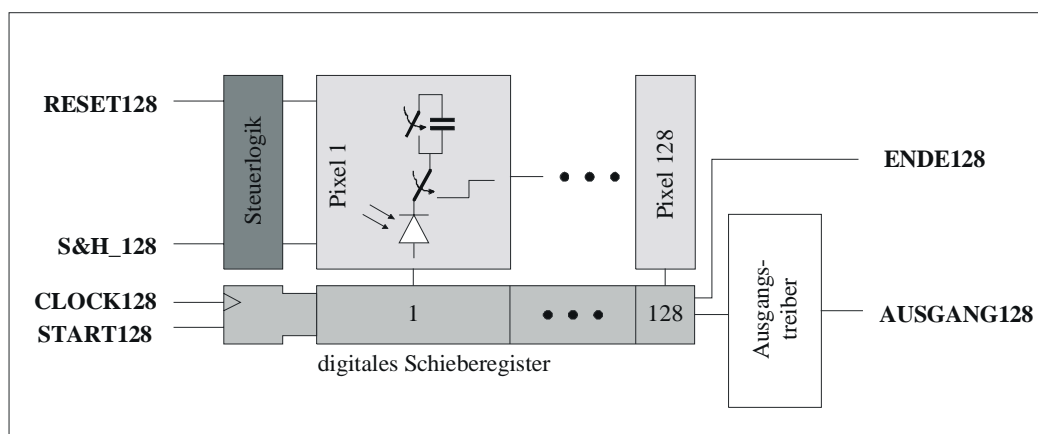 RESET128
Steuerlogik
Pixel 1
Pixel 128
ENDE128
S&H_128
CLOCK128
START128
1
128
Ausgangs-
treiber
AUSGANG128
digitales Schieberegister